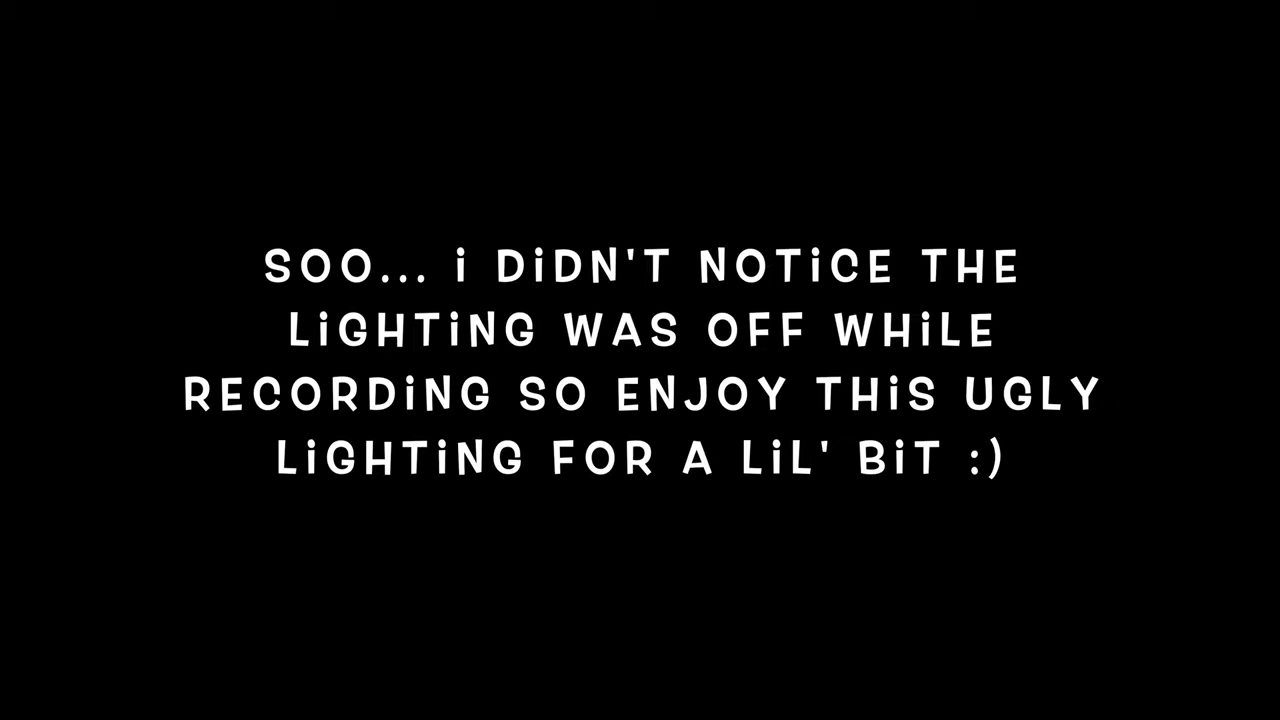 SOO... i DiDN'T NOTiCE THE
LiGHTiNG WAS OFF WHiLE
RECORDiNG SO ENJOY THiS UGLY
LiGHTiNG FOR A LiL' BiT :)